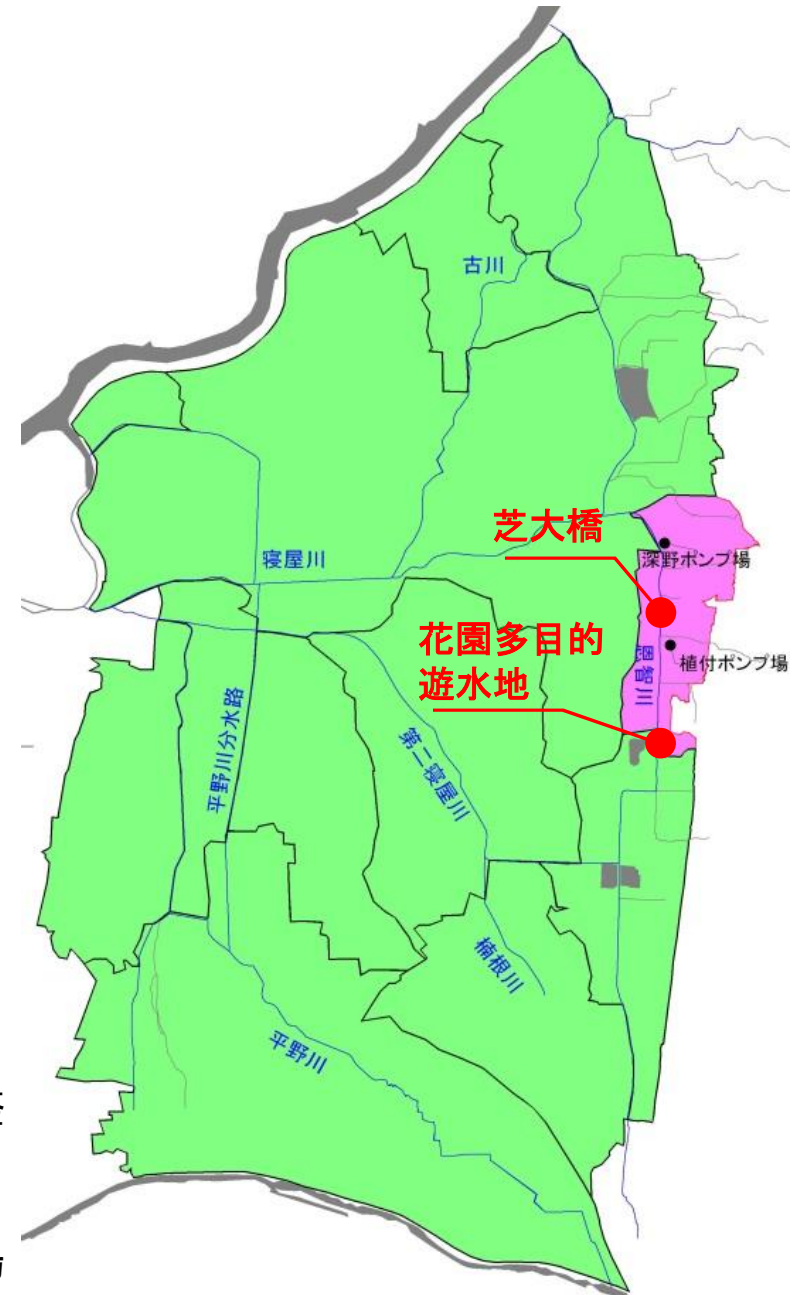 古川
芝大橋
深野ポンプ場
寝屋川
花園多目的
遊水地
恩智川
植付ポンプ場
平野川分水路
第二寝屋川
楠根川
平野川